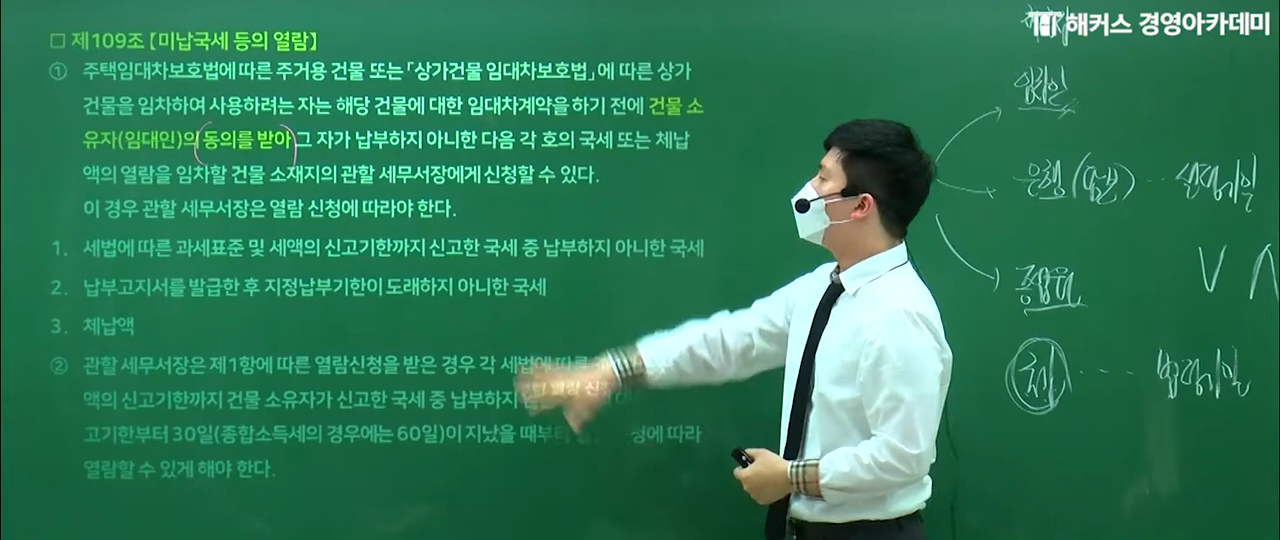 해커스 경영아카데미
□ 제109조 【미납국세 등의 열람】
① 주택임대차보호법에 따른 주거용 건물 또는 「상가건물 임대차보호법」에 따른 상가
건물을 임차하여 사용하려는 자는 해당 건물에 대한 임대차계약을 하기 전에 건물 소
유자(임대인)의 동의를 받아 그 자가 납부하지 아니한 다음 각 호의 국세 또는 체납
액의 열람을 임차할 건물 소재지의 관할 세무서장에게 신청할 수 있다.
이 경우 관할 세무서장은 열람 신청에 따라야 한다.
1. 세법에 따른 과세표준 및 세액의 신고기한까지 신고한 국세 중 납부하지 아니한 국세
2. 납부고지서를 발급한 후 지정납부기한이 도래하지 아니한 국세
3. 체납액
② 관할 세무서장은 제1항에 따른 열람신청을 받은 경우 각 세법에 따른
액의 신고기한까지 건물 소유자가 신고한 국세 중 납부하지
고기한부터 30일(종합소득세의 경우에는 60일)이 지났을 때부터 에 따라
열람할 수 있게 해야 한다.
임차인
은행
V